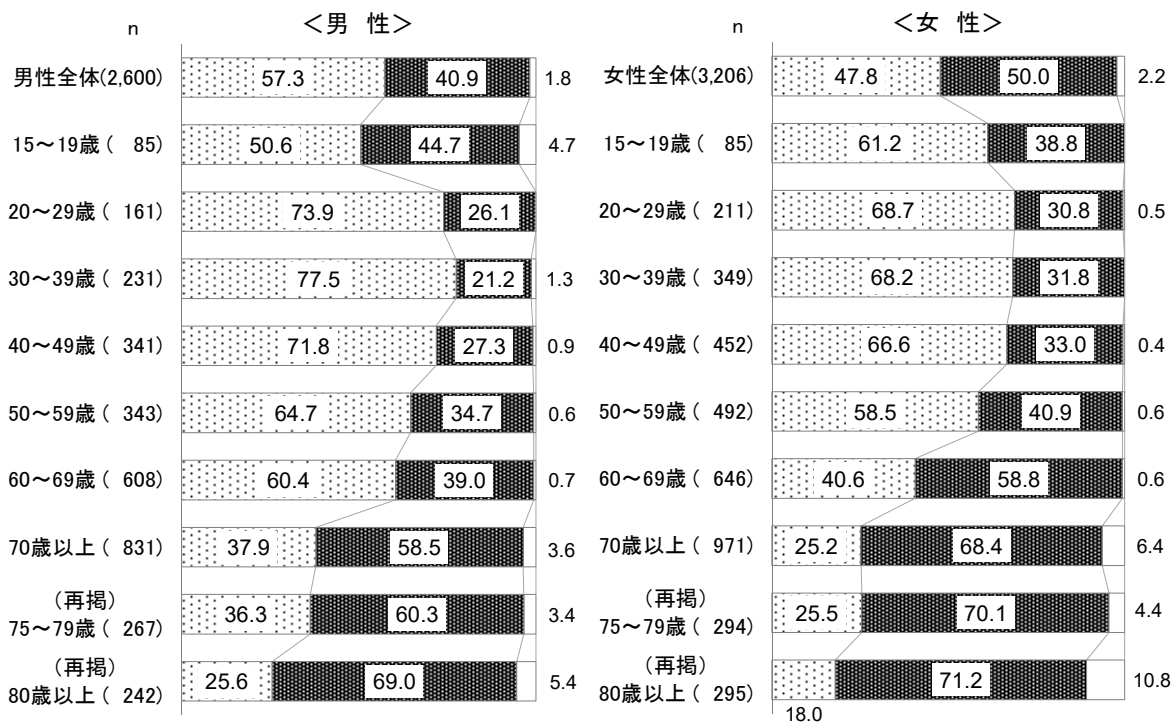 <男 性>
n
男性全体(2,600) 57.3 40.9 1.8
15～19歳( 85) 50.6 44.7 4.7
20～29歳( 161) 73.9 26.1
30～39歳( 231) 77.5 21.2 1.3
40～49歳( 341) 71.8 27.3 0.9
50～59歳( 343) 64.7 34.7 0.6
60～69歳( 608) 60.4 39.0 0.7
70歳以上( 831) 37.9 58.5 3.6
(再掲)
75～79歳( 267) 36.3 60.3 3.4
(再掲)
80歳以上( 242) 25.6 69.0 5.4
<女 性>
n
女性全体(3,206) 47.8 50.0 2.2
15～19歳( 85) 61.2 38.8
20～29歳( 211) 68.7 30.8 0.5
30～39歳( 349) 68.2 31.8
40～49歳( 452) 66.6 33.0 0.4
50～59歳( 492) 58.5 40.9 0.6
60～69歳( 646) 40.6 58.8 0.6
70歳以上( 971) 25.2 68.4 6.4
(再掲)
75～79歳( 294) 25.5 70.1 4.4
(再掲)
80歳以上( 295) 71.2 10.8
18.0